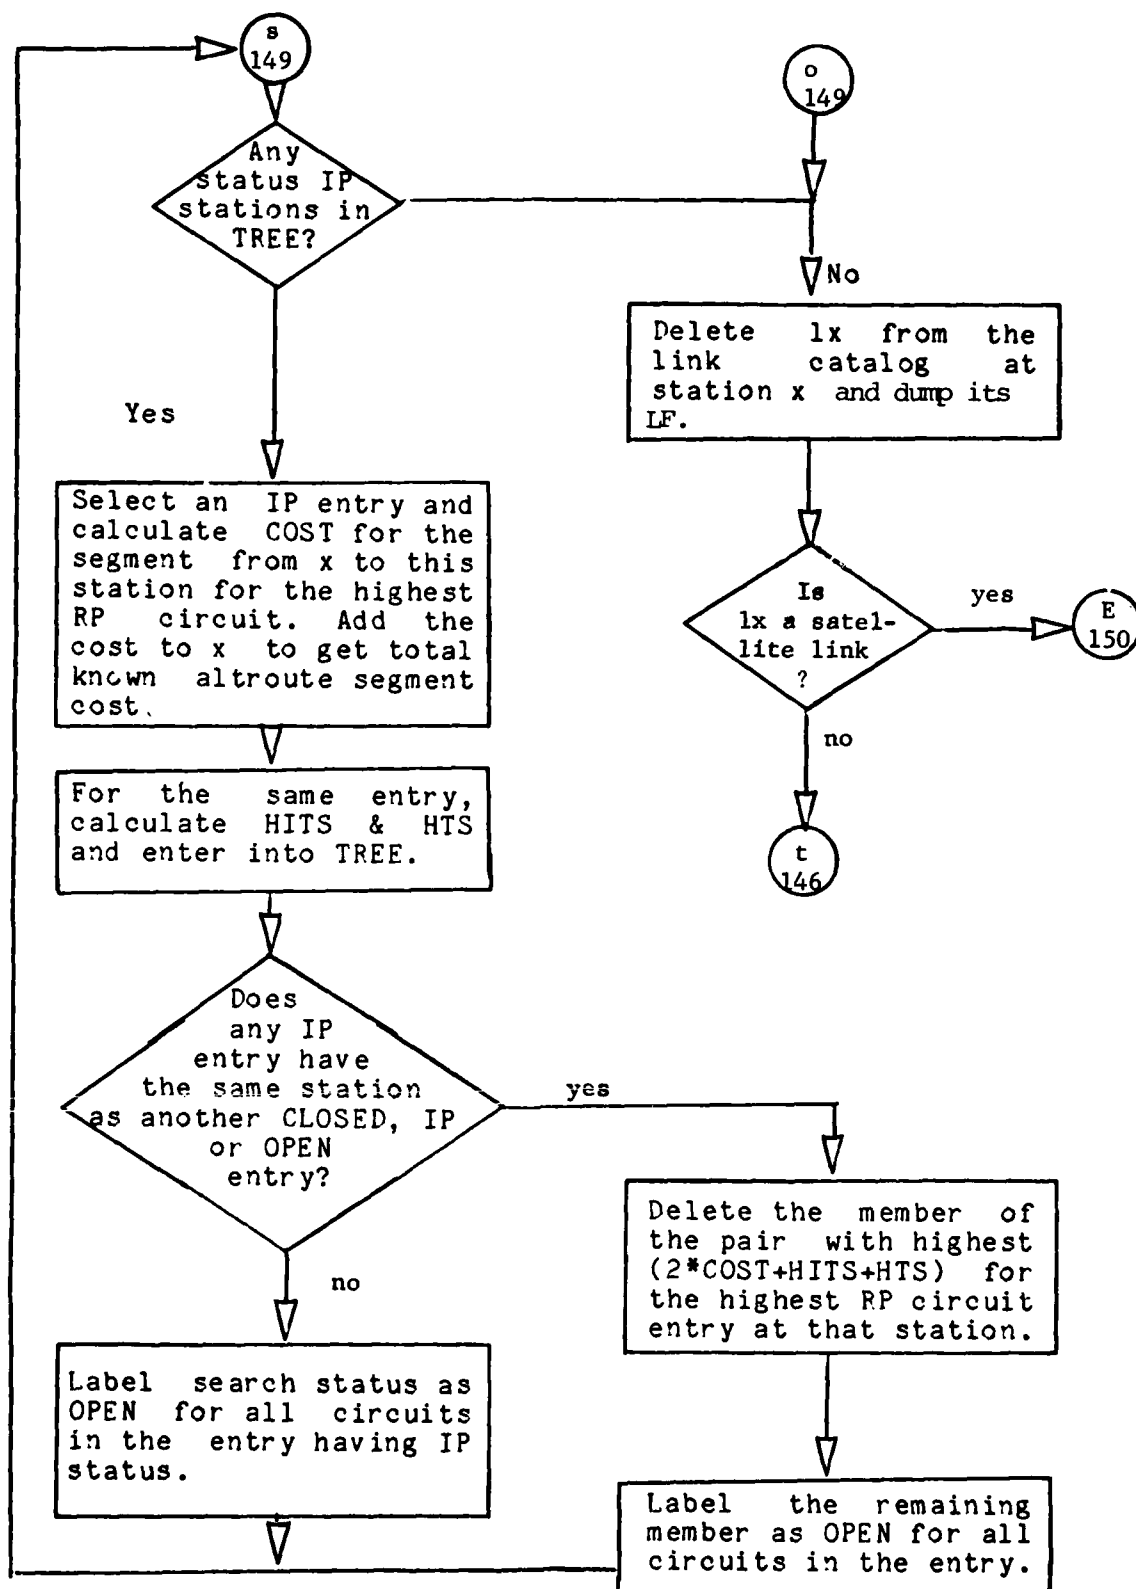 s
149
o
149
Any
status IP
stations in
TREE?
No
Delete lx from the
link catalog at
station x and dump its
LF.
Yes
Select an IP entry and
calculate COST for the
segment from x to this
station for the highest
RP circuit. Add the
cost to x to get total
known altroute segment
cost.
Is
lx a satel-
lite link
?
yes
E
150
no
t
146
For the same entry,
calculate HITS & HTS
and enter into TREE.
Does
any IP
entry have
the same station
as another CLOSED, IP
or OPEN
entry?
yes
no
Delete the member of
the pair with highest
(2*COST+HITS+HTS) for
the highest RP circuit
entry at that station.
Label search status as
OPEN for all circuits
in the entry having IP
status.
Label the remaining
member as OPEN for all
circuits in the entry.